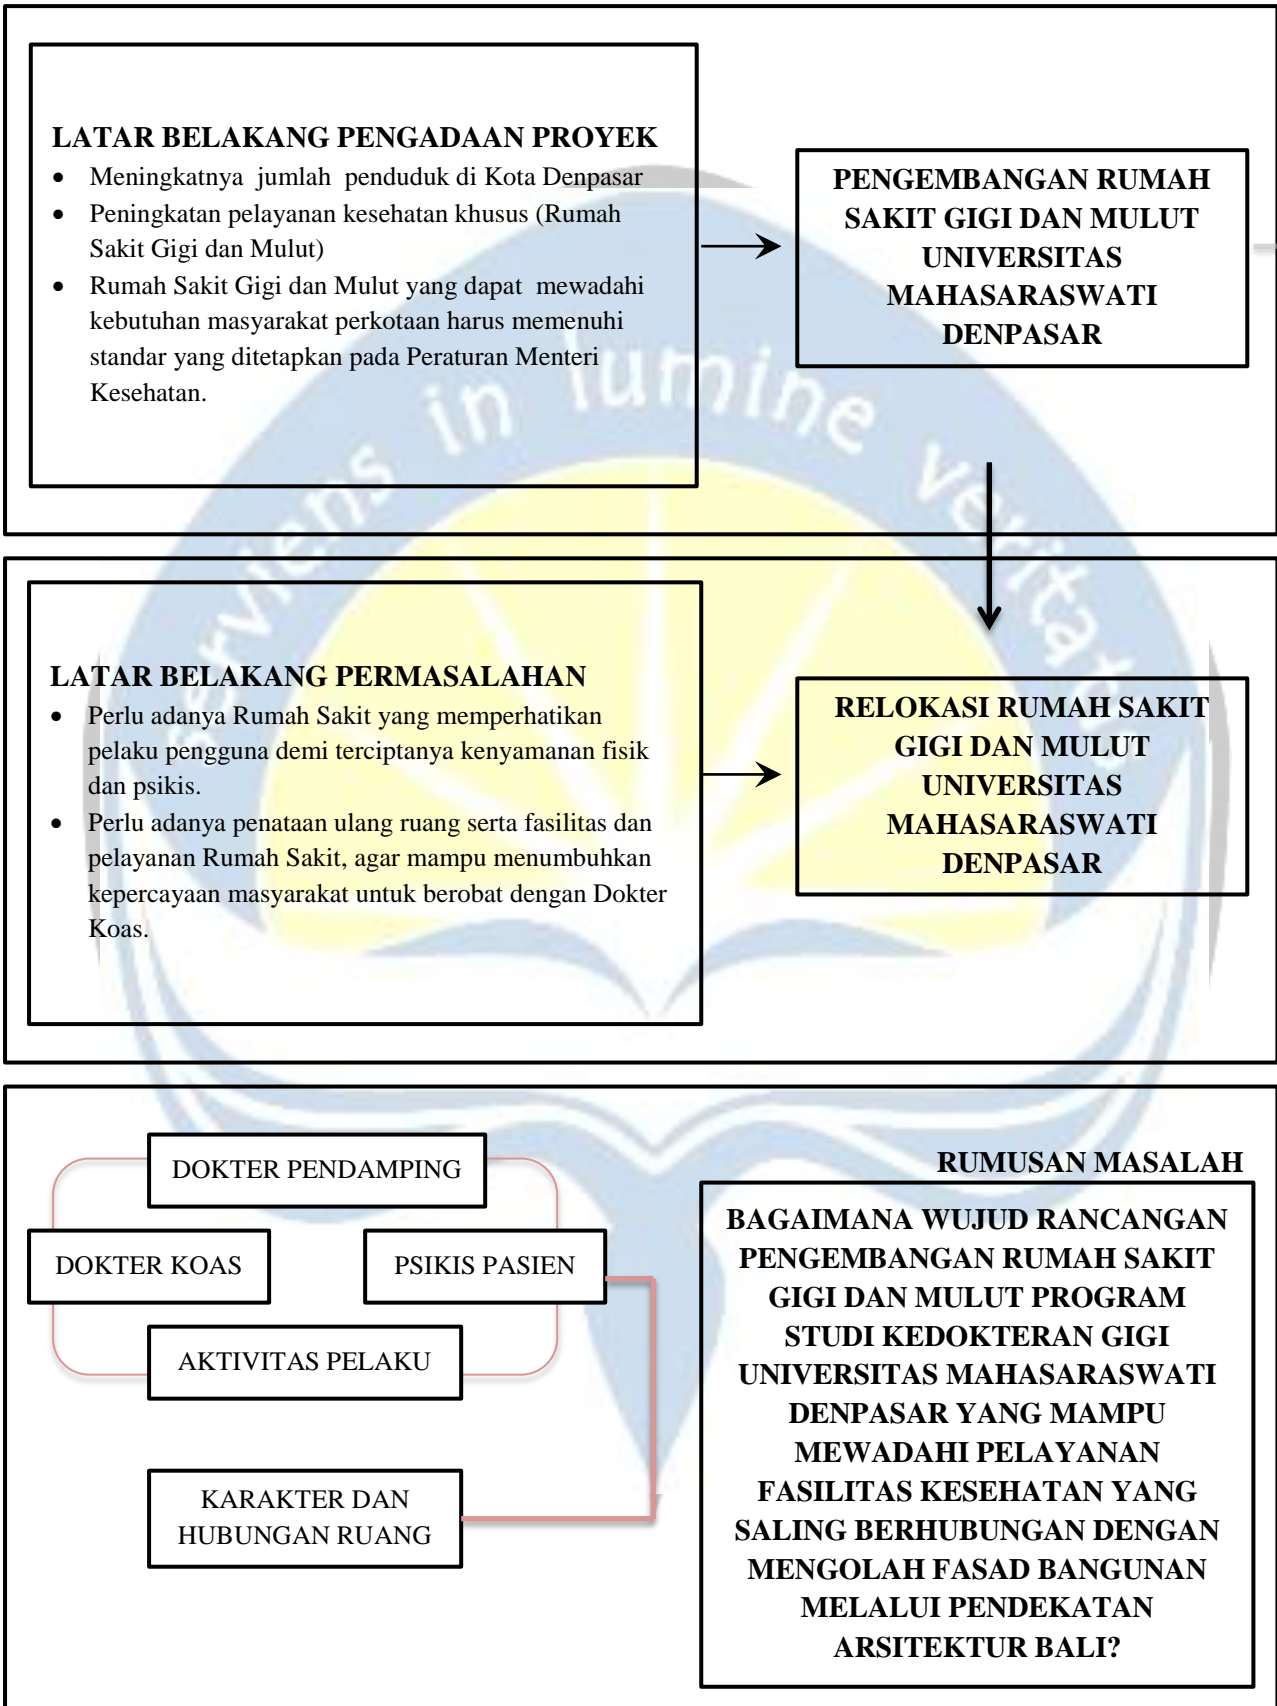 LATAR BELAKANG PENGADAAN PROYEK
• Meningkatnya jumlah penduduk di Kota Denpasar
• Peningkatan pelayanan kesehatan khusus (Rumah
Sakit Gigi dan Mulut)
• Rumah Sakit Gigi dan Mulut yang dapat mewadahi
kebutuhan masyarakat perkotaan harus memenuhi
standar yang ditetapkan pada Peraturan Menteri
Kesehatan.
PENGEMBANGAN RUMAH
SAKIT GIGI DAN MULUT
UNIVERSITAS
MAHASARASWATI
DENPASAR
serviens in lumine veritatis
LATAR BELAKANG PERMASALAHAN
• Perlu adanya Rumah Sakit yang memperhatikan
pelaku pengguna demi terciptanya kenyamanan fisik
dan psikis.
• Perlu adanya penataan ulang ruang serta fasilitas dan
pelayanan Rumah Sakit, agar mampu menumbuhkan
kepercayaan masyarakat untuk berobat dengan Dokter
Koas.
RELOKASI RUMAH SAKIT
GIGI DAN MULUT
UNIVERSITAS
MAHASARASWATI
DENPASAR
DOKTER PENDAMPING
DOKTER KOAS
PSIKIS PASIEN
AKTIVITAS PELAKU
KARAKTER DAN
HUBUNGAN RUANG
RUMUSAN MASALAH
BAGAIMANA WUJUD RANCANGAN
PENGEMBANGAN RUMAH SAKIT
GIGI DAN MULUT PROGRAM
STUDI KEDOKTERAN GIGI
UNIVERSITAS MAHASARASWATI
DENPASAR YANG MAMPU
MEWADAHI PELAYANAN
FASILITAS KESEHATAN YANG
SALING BERHUBUNGAN DENGAN
MENGOLAH FASAD BANGUNAN
MELALUI PENDEKATAN
ARSITEKTUR BALI?